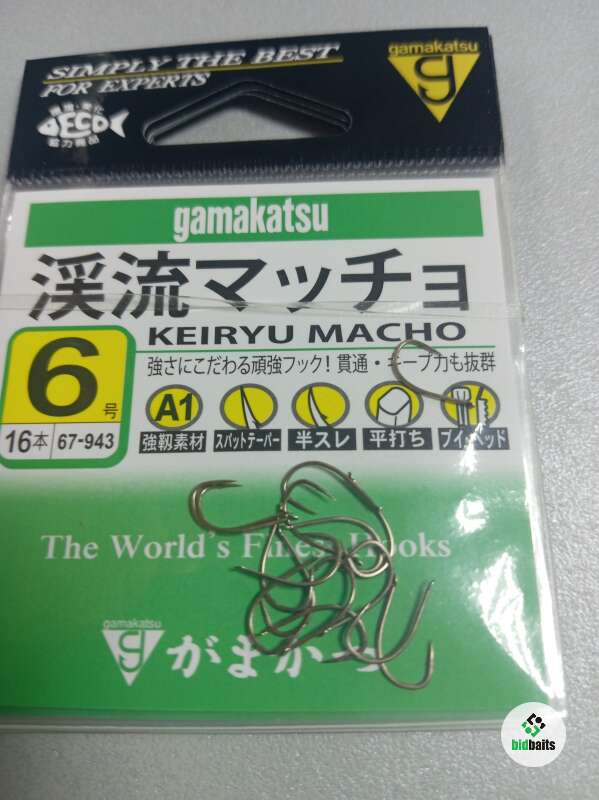 SIMPLY THE BEST
FOR EXPERTS
gamakatsu
g
ECO
gamakatsu
渓流マッチョ
KEIRYU MACHO
強さにこだわる頑強フック!貫通・キープ力も抜群
6号
16本 67-943
A1
強靭素材 スパットテーパー 半スレ 平打ち
The World's Finest Hooks
gamakatsu
g がまかつ
bidbaits